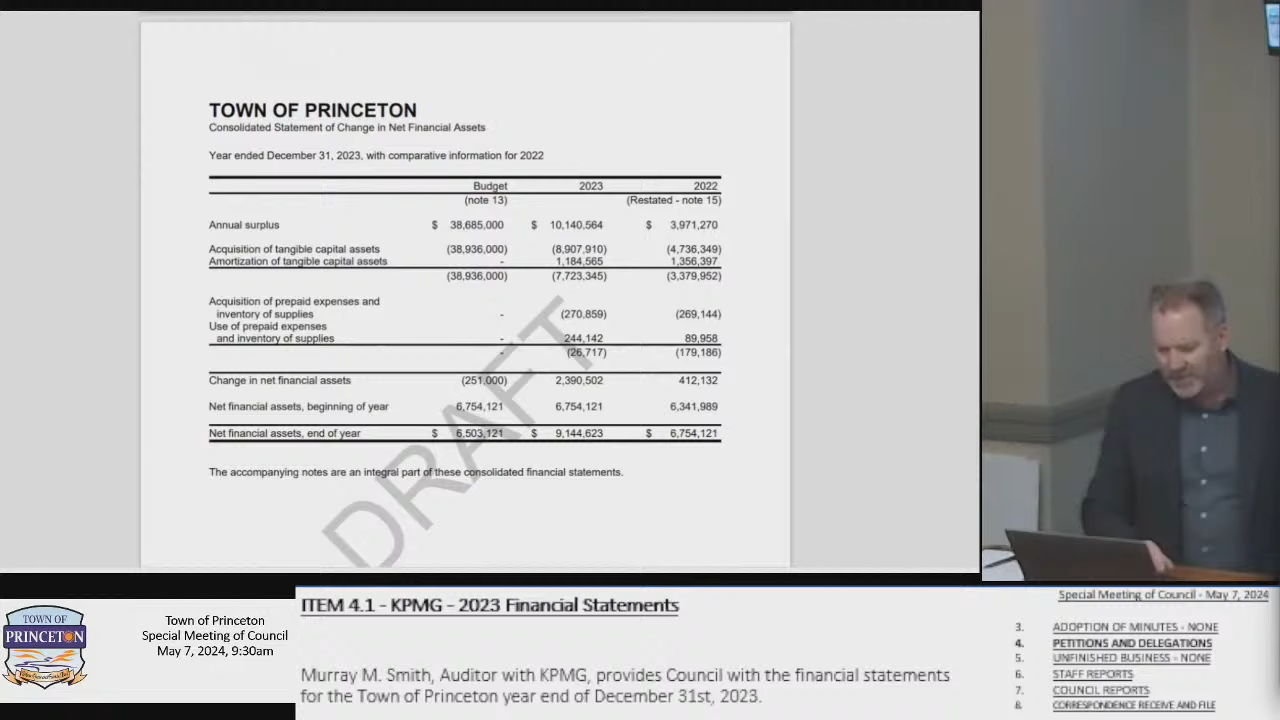 TOWN OF PRINCETON
Consolidated Statement of Change in Net Financial Assets
Year ended December 31, 2023, with comparative information for 2022
Budget 2023 2022
(note 13) (Restated - note 15)
Annual surplus $ 38,685,000 $ 10,140,564 $ 3,971,270
Acquisition of tangible capital assets (38,936,000) (8,907,910) (4,736,349)
Amortization of tangible capital assets - 1,184,565 1,356,397
(38,936,000) (7,723,345) (3,379,952)
Acquisition of prepaid expenses and
inventory of supplies - (270,859) (269,144)
Use of prepaid expenses
and inventory of supplies - 244,142 89,958
- (26,717) (179,186)
Change in net financial assets (251,000) 2,390,502 412,132
Net financial assets, beginning of year 6,754,121 6,754,121 6,341,989
Net financial assets, end of year $ 6,503,121 $ 9,144,623 $ 6,754,121
The accompanying notes are an integral part of these consolidated financial statements.
DRAFT
TOWN OF
PRINCETON
Town of Princeton
Special Meeting of Council
May 7, 2024, 9:30am
ITEM 4.1 - KPMG - 2023 Financial Statements
Murray M. Smith, Auditor with KPMG, provides Council with the financial statements
for the Town of Princeton year end of December 31st, 2023.
Special Meeting of Council - May 7, 2024
3. ADOPTION OF MINUTES - NONE
4. PETITIONS AND DELEGATIONS
5. UNFINISHED BUSINESS - NONE
6. STAFF REPORTS
7. COUNCIL REPORTS
8. CORRESPONDENCE RECEIVE AND FILE